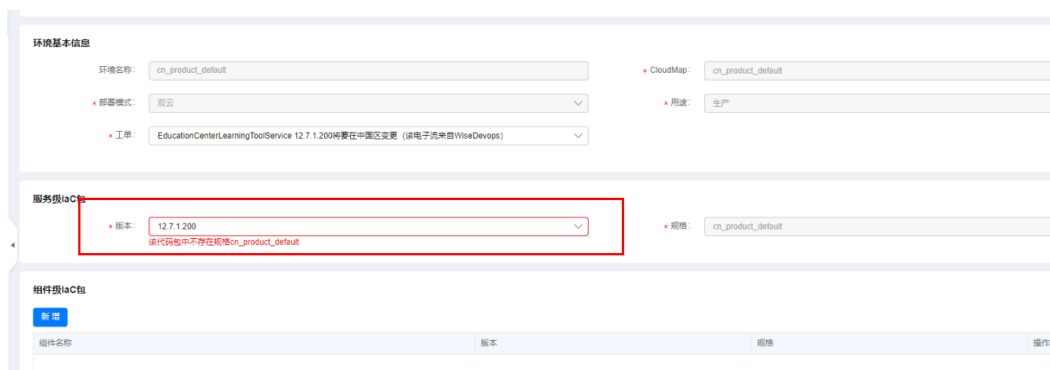 环境基本信息
环境名称: cn_product_default * CloudMap: cn_product_default
* 部署模式: 双云 * 用途: 生产
* 工单: EducationCenterLearningToolService 12.7.1.200将要在中国区变更（该电子流来自WiseDevops）
服务级IaC包
* 版本: 12.7.1.200 * 规格: cn_product_default
该代码包中不存在规格cn_product_default
组件级IaC包
新增
组件名称 版本 规格 操作